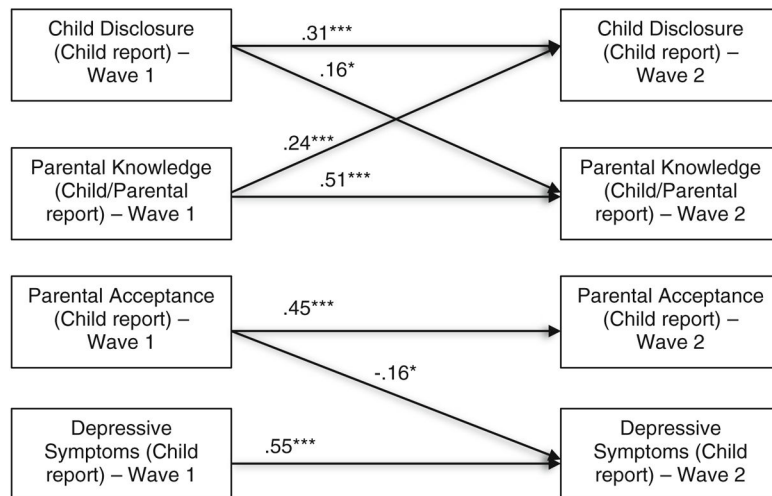 Child Disclosure
(Child report) –
Wave 1
.31***
Child Disclosure
(Child report) –
Wave 2
.16*
.24***
Parental Knowledge
(Child/Parental
report) – Wave 1
.51***
Parental Knowledge
(Child/Parental
report) – Wave 2
Parental Acceptance
(Child report) –
Wave 1
.45***
Parental Acceptance
(Child report) –
Wave 2
-.16*
Depressive
Symptoms (Child
report) – Wave 1
.55***
Depressive
Symptoms (Child
report) – Wave 2